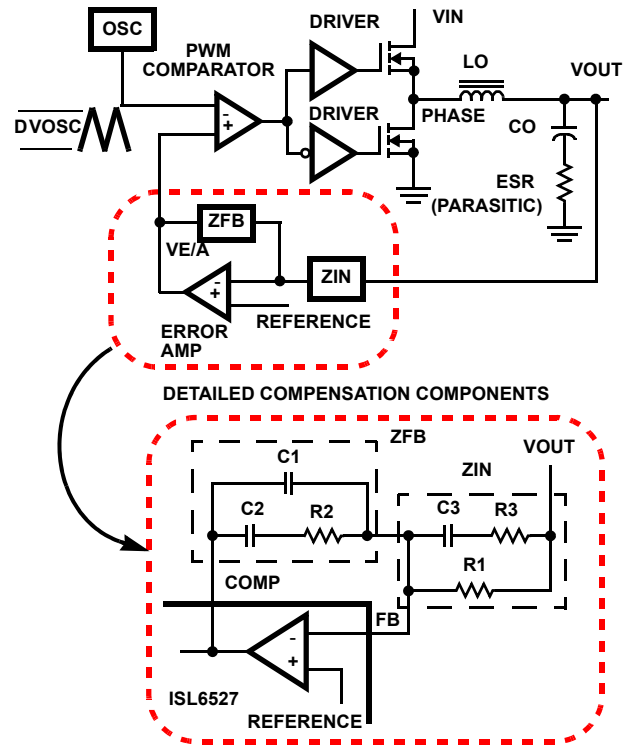 OSC
PWM
COMPARATOR
DRIVER
VIN
LO
VOUT
DVOSC
-
+
DRIVER
PHASE
CO
ESR
(PARASITIC)
ZFB
VE/A
ZIN
-
+
REFERENCE
ERROR
AMP
DETAILED COMPENSATION COMPONENTS
ZFB
VOUT
C1
ZIN
C2
R2
C3
R3
R1
COMP
FB
-
+
ISL6527
REFERENCE